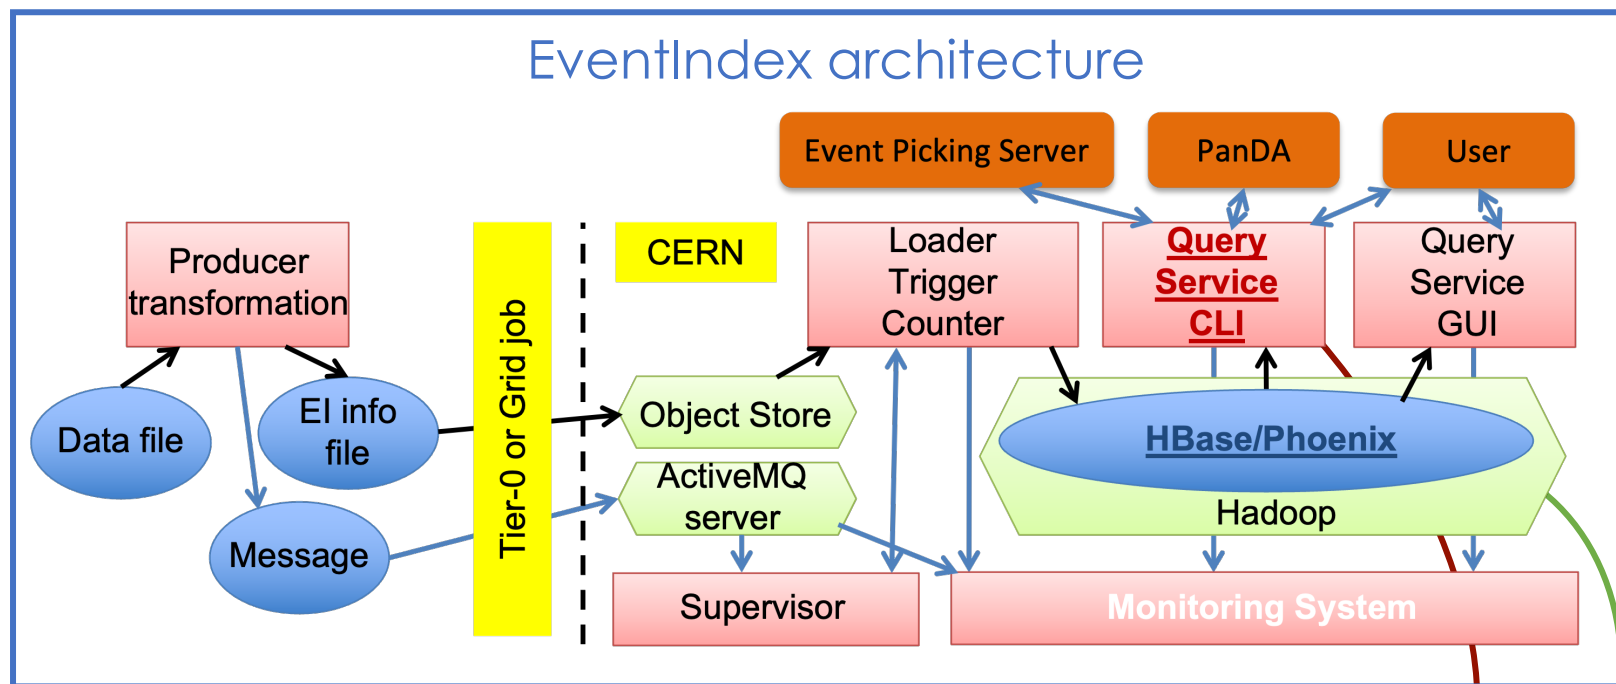 EventIndex architecture
Event Picking Server
PanDA
User
Producer
transformation
Tier-0 or Grid job
CERN
Loader
Trigger
Counter
Query
Service
CLI
Query
Service
GUI
Data file
EI info
file
Object Store
HBase/Phoenix
ActiveMQ
server
Hadoop
Message
Supervisor
Monitoring System